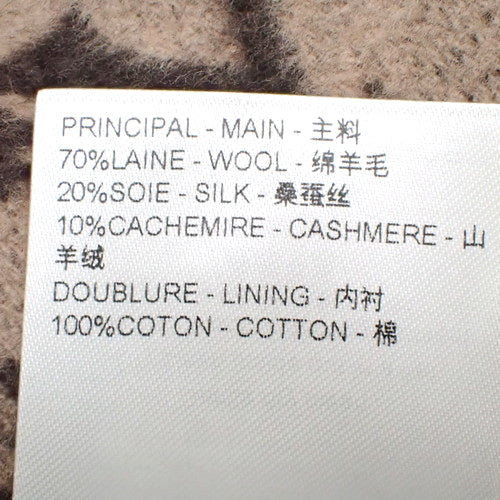 PRINCIPAL - MAIN - 主料
70%LAINE - WOOL - 绵羊毛
20%SOIE - SILK - 桑蚕丝
10%CACHEMIRE - CASHMERE - 山
羊绒
DOUBLURE - LINING - 内衬
100%COTON - COTTON - 棉